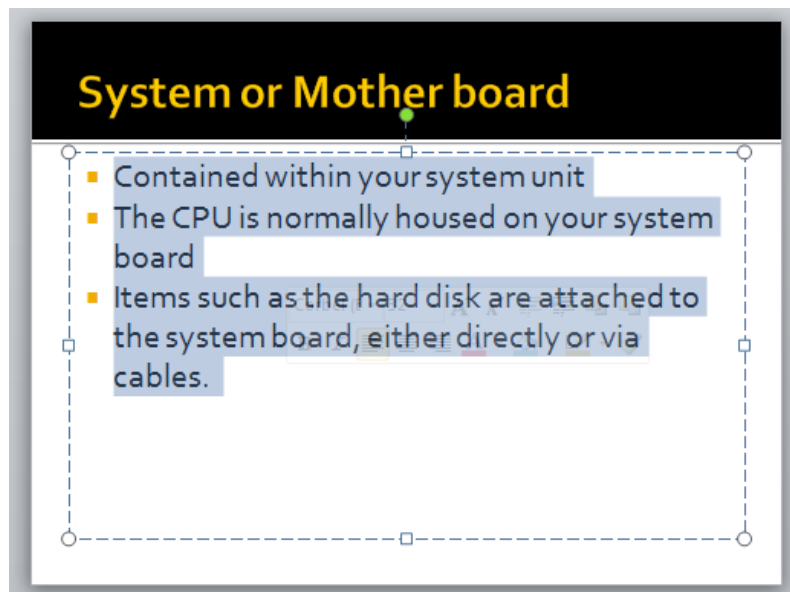 System or Mother board
Contained within your system unit
The CPU is normally housed on your system
board
Items such as the hard disk are attached to
the system board, either directly or via
cables.